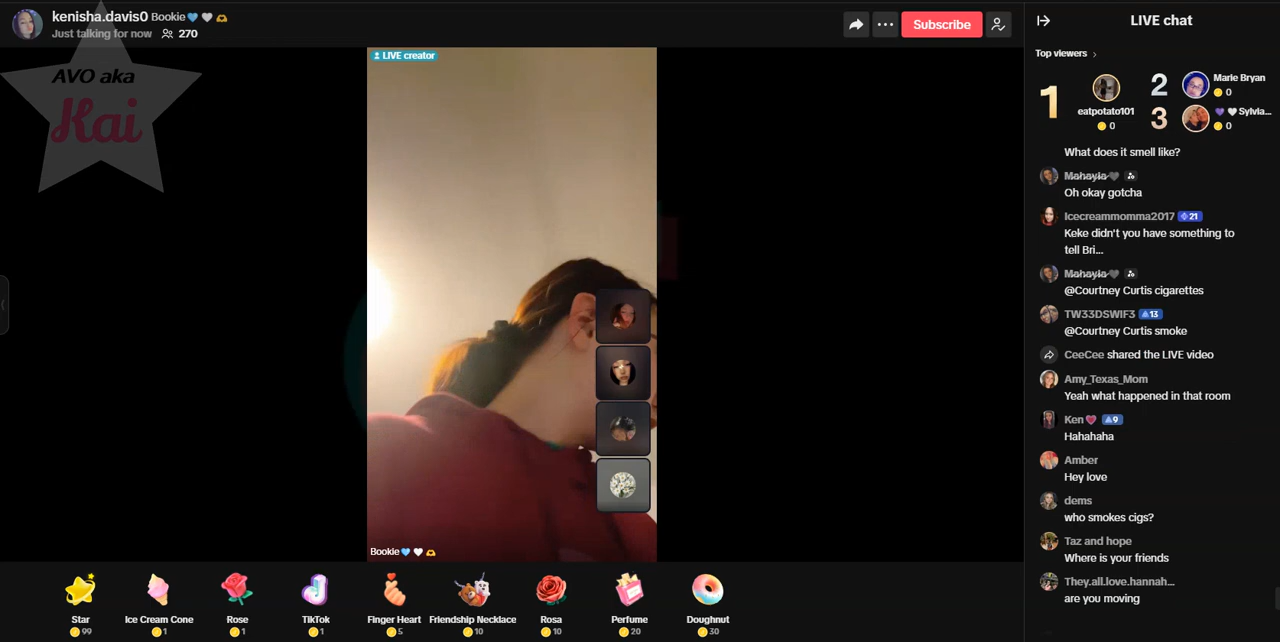 kenisha.davis0 Bookie🩵🤍🫶
Just talking for now 270
Subscribe
AVO aka
Kai
LIVE creator
Bookie🩵🤍🫶
Star
99
Ice Cream Cone
1
Rose
1
TikTok
1
Finger Heart
5
Friendship Necklace
10
Rosa
10
Perfume
20
Doughnut
30
LIVE chat
Top viewers
1
eatpotato101
0
2
Marie Bryan
0
3
💜🤍Sylvia...
0
What does it smell like?
Mahayla🖤
Oh okay gotcha
Icecreammomma2017 21
Keke didn't you have something to
tell Bri...
Mahayla🖤
@Courtney Curtis cigarettes
TW33DSWIF3 13
@Courtney Curtis smoke
CeeCee shared the LIVE video
Amy_Texas_Mom
Yeah what happened in that room
Ken💗 9
Hahahaha
Amber
Hey love
dems
who smokes cigs?
Taz and hope
Where is your friends
They.all.love.hannah...
are you moving